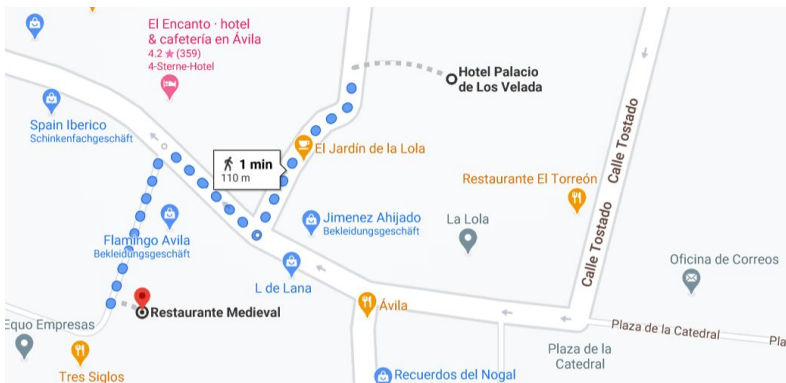 El Encanto · hotel
& cafetería en Ávila
4.2 ★ (359)
4-Sterne-Hotel
Hotel Palacio
de Los Velada
Spain Iberico
Schinkenfachgeschäft
El Jardín de la Lola
1 min
110 m
Calle Tostado
Restaurante El Torreón
Calle Tostado
Jimenez Ahijado
Bekleidungsgeschäft
La Lola
Flamingo Avila
Bekleidungsgeschäft
Oficina de Correos
L de Lana
Ávila
Restaurante Medieval
Equo Empresas
Plaza de la Catedral
Pla
Plaza de la
Catedral
Tres Siglos
Recuerdos del Nogal